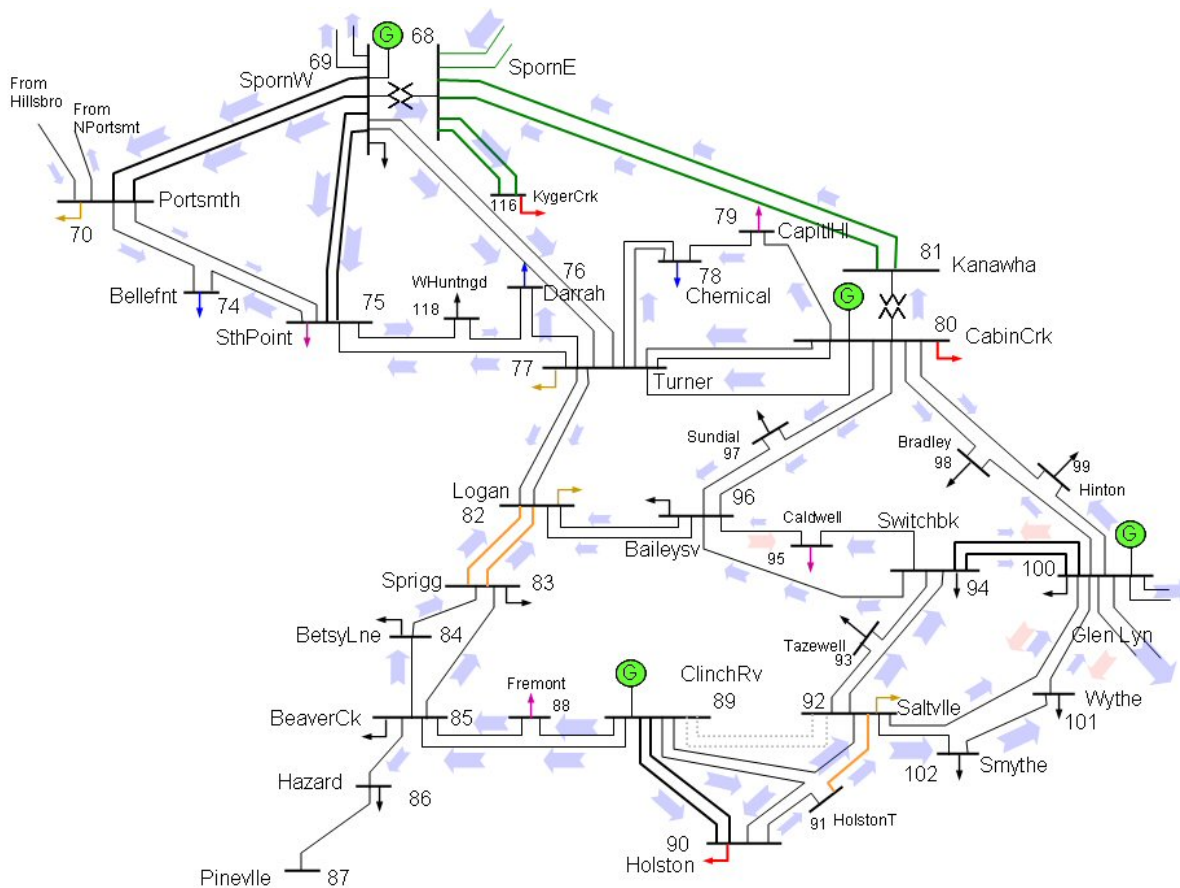 68
G
69
SpornE
SpornW
From
Hillsbro
From
NPortsmt
Portsmth
116
KygerCrk
70
79
CapitlHl
81
76
78
Kanawha
WHuntngd
Darrah
Bellefnt
74
75
Chemical
G
118
80
SthPoint
CabinCrk
77
Turner
Sundial
97
Bradley
98
99
Hinton
Logan
82
96
Caldwell
Switchbk
G
Baileysv
95
100
Sprigg
83
94
Glen Lyn
BetsyLne
84
Tazewell
93
G
ClinchRv
Fremont
89
92
Saltvlle
Wythe
101
BeaverCk
85
88
102
Smythe
Hazard
86
91
HolstonT
90
Holston
Pinevlle
87